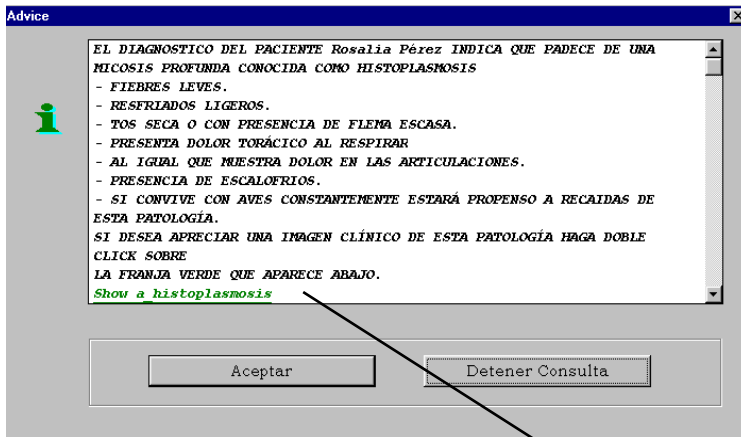 Advice
EL DIAGNOSTICO DEL PACIENTE Rosalia Pérez INDICA QUE PADECE DE UNA
MICOSIS PROFUNDA CONOCIDA COMO HISTOPLASMOSIS
- FIEBRES LEVES.
- RESFRIADOS LIGEROS.
- TOS SECA O CON PRESENCIA DE FLEMA ESCASA.
- PRESENTA DOLOR TORÁCICO AL RESPIRAR
- AL IGUAL QUE MUESTRA DOLOR EN LAS ARTICULACIONES.
- PRESENCIA DE ESCALOFRIOS.
- SI CONVIVE CON AVES CONSTANTEMENTE ESTARÁ PROPENSO A RECAIDAS DE
ESTA PATOLOGÍA.
SI DESEA APRECIAR UNA IMAGEN CLÍNICO DE ESTA PATOLOGÍA HAGA DOBLE
CLICK SOBRE
LA FRANJA VERDE QUE APARECE ABAJO.
Show a histoplasmosis
Aceptar
Detener Consulta